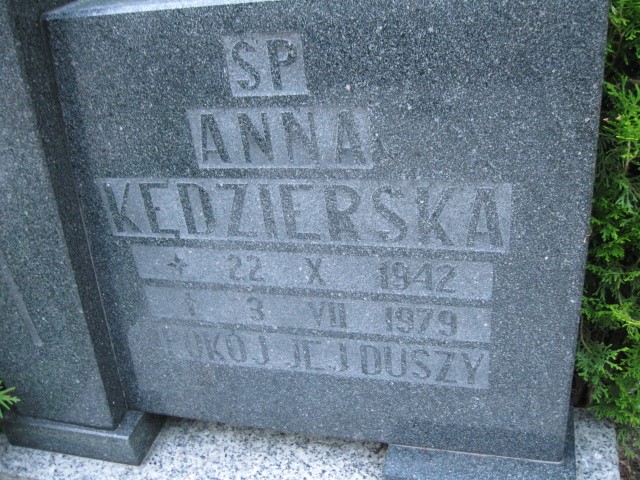 SP
ANNA
KĘDZIERSKA
22 X 1942
† 3 VII 1979
POKÓJ JEJ DUSZY